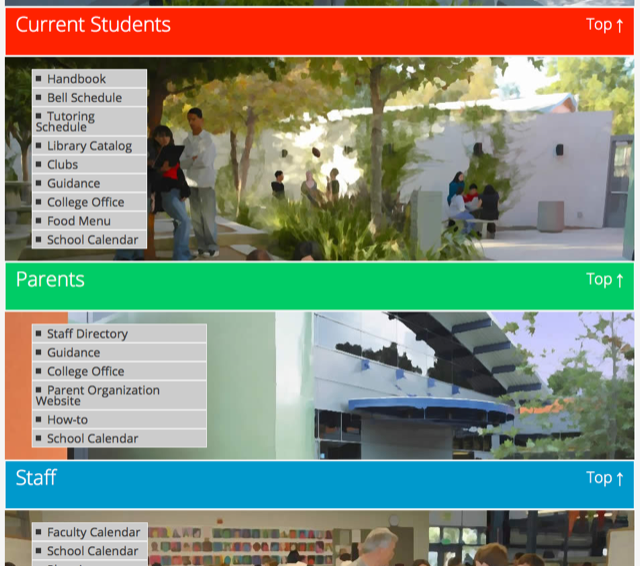 Current Students
Top ↑
Handbook
Bell Schedule
Tutoring
Schedule
Library Catalog
Clubs
Guidance
College Office
Food Menu
School Calendar
Parents
Top ↑
Staff Directory
Guidance
College Office
Parent Organization
Website
How-to
School Calendar
Staff
Top ↑
Faculty Calendar
School Calendar